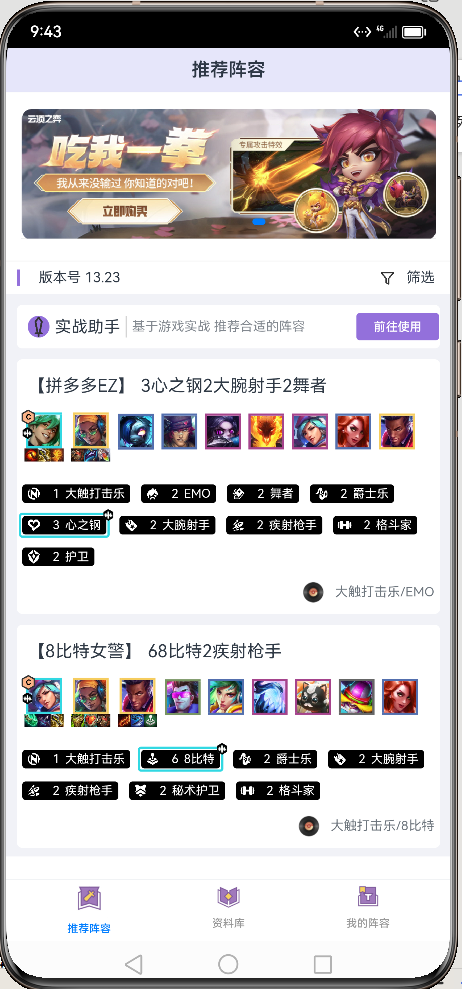 9:43
4G
推荐阵容
云顶之弈
吃我一拳
我从来没输过 你知道的对吧!
立即购买
专属攻击特效
版本号 13.23
筛选
实战助手
基于游戏实战 推荐合适的阵容
前往使用
【拼多多EZ】 3心之钢2大腕射手2舞者
1 大触打击乐
2 EMO
2 舞者
2 爵士乐
3 心之钢
2 大腕射手
2 疾射枪手
2 格斗家
2 护卫
大触打击乐/EMO
【8比特女警】 68比特2疾射枪手
1 大触打击乐
6 8比特
2 爵士乐
2 大腕射手
2 疾射枪手
2 秘术护卫
2 格斗家
大触打击乐/8比特
推荐阵容
资料库
我的阵容